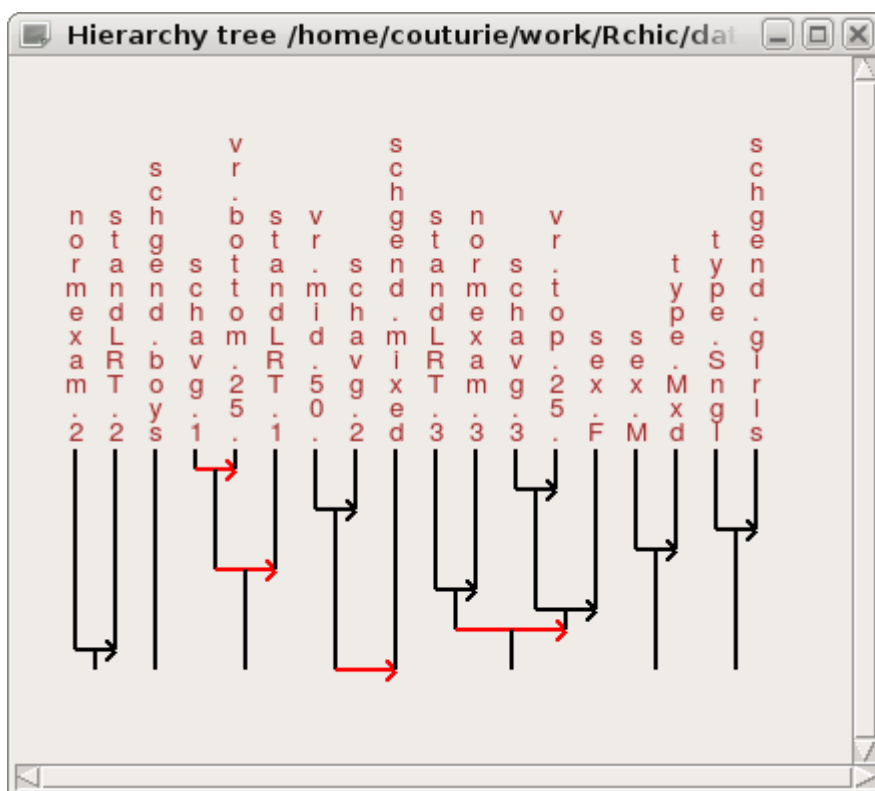 Hierarchy tree /home/couturie/work/Rchic/dat
normexam.2
standLRT.2
schgend.boys
schavg.1
vr.bottom.25.
standLRT.1
vr.mid.50.
schavg.2
schgend.mixed
standLRT.3
normexam.3
schavg.3
vr.top.25.
sex.F
sex.M
type.Mxd
type.Sngl
schgend.girls